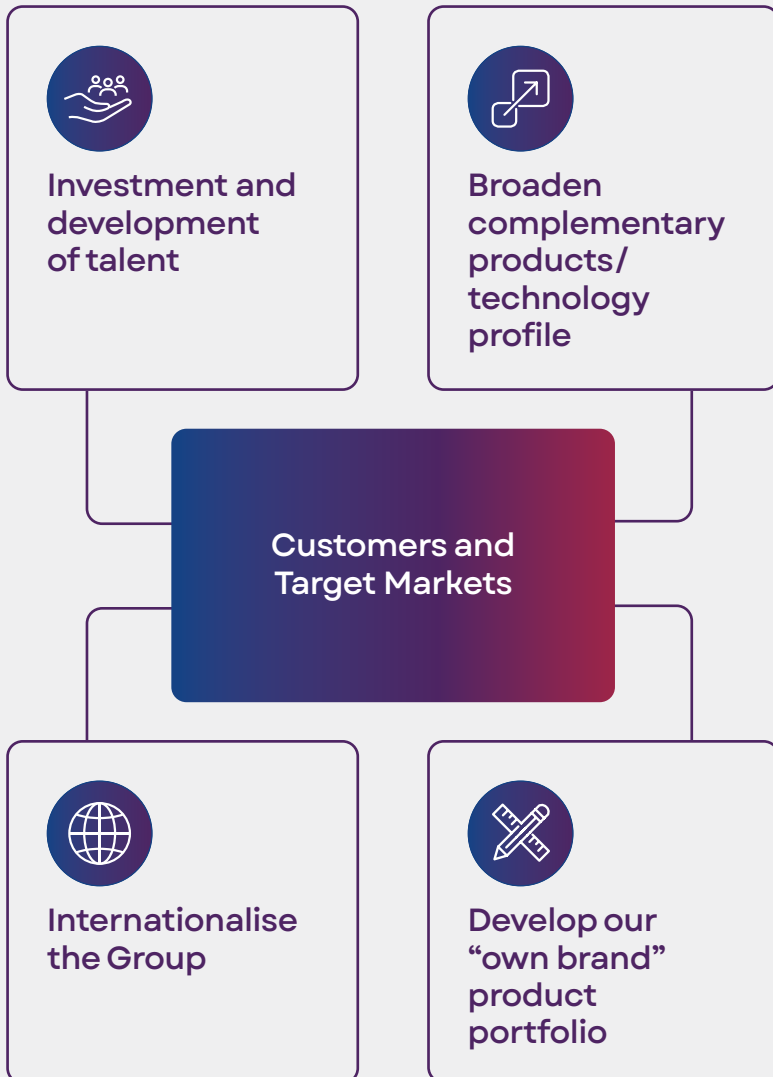 Investment and
development
of talent
Broaden
complementary
products/
technology
profile
Customers and
Target Markets
Internationalise
the Group
Develop our
“own brand”
product
portfolio